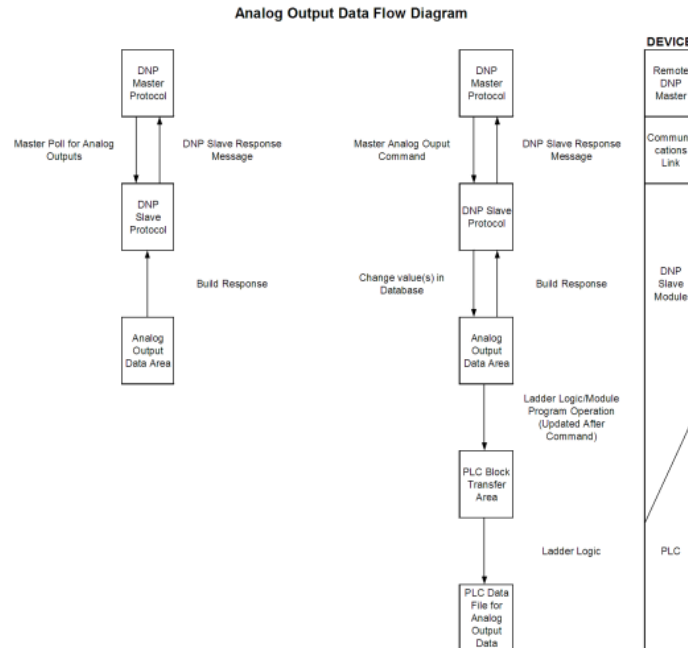 Analog Output Data Flow Diagram
DEVICE
DNP
Master
Protocol
DNP
Master
Protocol
Remote
DNP
Master
Master Poll for Analog
Outputs
DNP Slave Response
Message
Master Analog Ouput
Command
DNP Slave Response
Message
Communi
cations
Link
DNP
Slave
Protocol
DNP Slave
Protocol
Build Response
Change value(s) in
Database
Build Response
DNP
Slave
Module
Analog
Output
Data Area
Analog
Output
Data Area
Ladder Logic/Module
Program Operation
(Updated After
Command)
PLC Block
Transfer
Area
Ladder Logic
PLC
PLC Data
File for
Analog
Output
Data